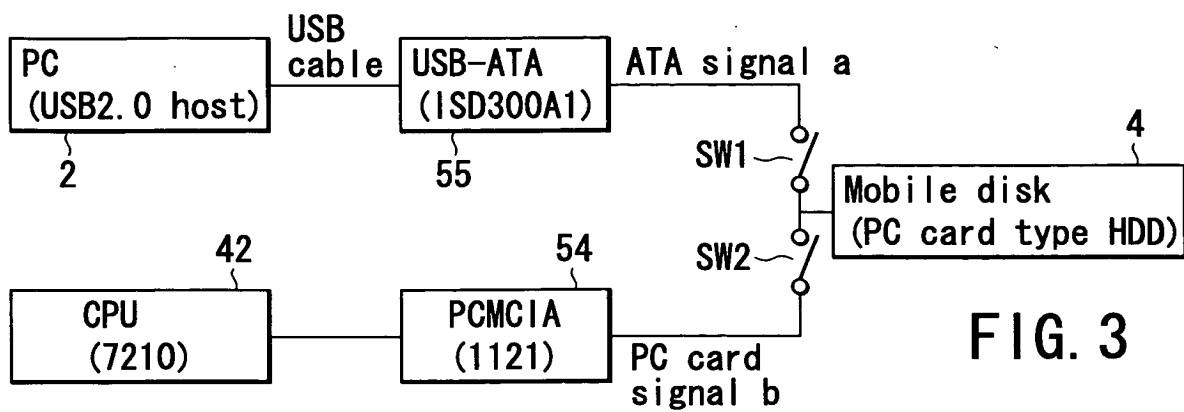 PC
(USB2.0 host)
2
USB
cable
USB-ATA
(ISD300A1)
55
ATA signal a
SW1
SW2
4
Mobile disk
(PC card type HDD)
42
CPU
(7210)
54
PCMCIA
(1121)
PC card
signal b
FIG. 3